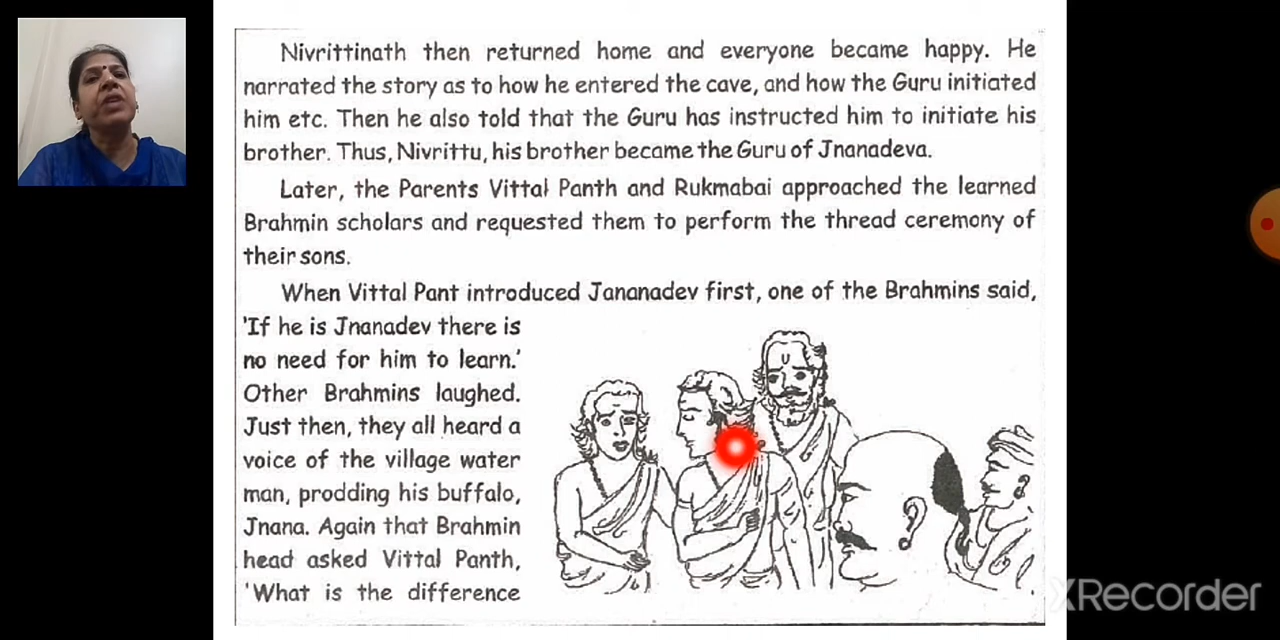 Nivrittinath then returned home and everyone became happy. He
narrated the story as to how he entered the cave, and how the Guru initiated
him etc. Then he also told that the Guru has instructed him to initiate his
brother. Thus, Nivrittu, his brother became the Guru of Jnanadeva.
Later, the Parents Vittal Panth and Rukmabai approached the learned
Brahmin scholars and requested them to perform the thread ceremony of
their sons.
When Vittal Pant introduced Jananadev first, one of the Brahmins said,
'If he is Jnanadev there is
no need for him to learn.'
Other Brahmins laughed.
Just then, they all heard a
voice of the village water
man, prodding his buffalo,
Jnana. Again that Brahmin
head asked Vittal Panth,
'What is the difference
XRecorder